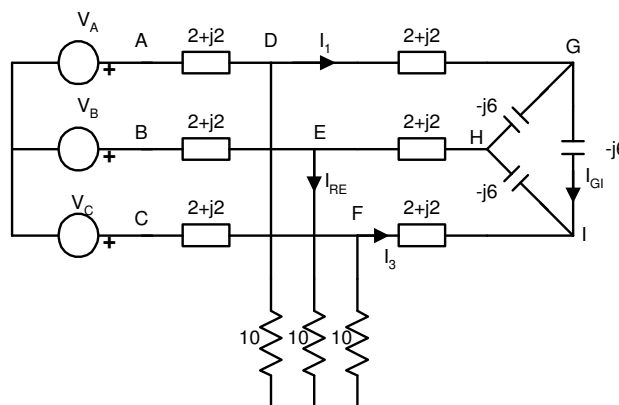 V_A A 2+j2 D I_1 2+j2 G
+
-j6
V_B B 2+j2 E 2+j2 H -j6
+
I_RE -j6 I_GI
V_C C 2+j2 F 2+j2
+ I_3 I
10 10 10